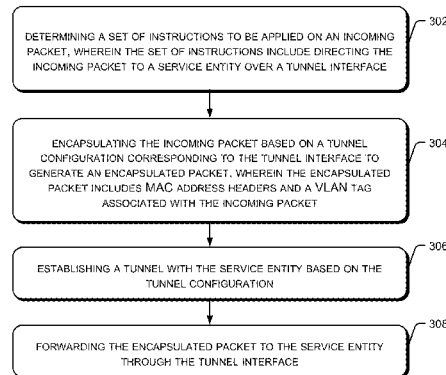 302
DETERMINING A SET OF INSTRUCTIONS TO BE APPLIED ON AN INCOMING
PACKET, WHEREIN THE SET OF INSTRUCTIONS INCLUDE DIRECTING THE
INCOMING PACKET TO A SERVICE ENTITY OVER A TUNNEL INTERFACE
304
ENCAPSULATING THE INCOMING PACKET BASED ON A TUNNEL
CONFIGURATION CORRESPONDING TO THE TUNNEL INTERFACE TO
GENERATE AN ENCAPSULATED PACKET, WHEREIN THE ENCAPSULATED
PACKET INCLUDES MAC ADDRESS HEADERS AND A VLAN TAG
ASSOCIATED WITH THE INCOMING PACKET
306
ESTABLISHING A TUNNEL WITH THE SERVICE ENTITY BASED ON THE
TUNNEL CONFIGURATION
308
FORWARDING THE ENCAPSULATED PACKET TO THE SERVICE ENTITY
THROUGH THE TUNNEL INTERFACE